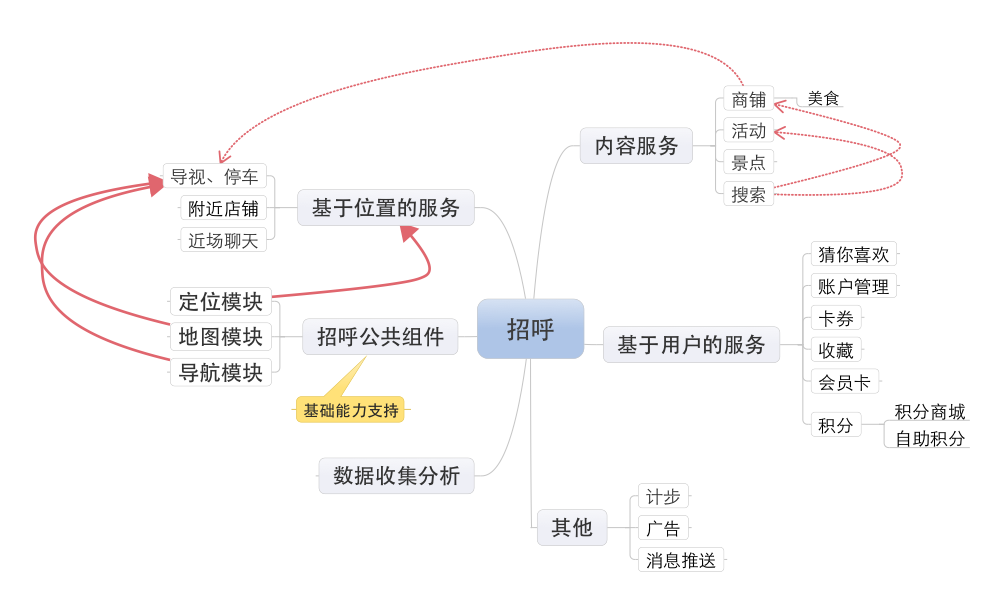 招呼
内容服务
商铺
美食
活动
景点
搜索
基于用户的服务
猜你喜欢
账户管理
卡券
收藏
会员卡
积分
积分商城
自助积分
其他
计步
广告
消息推送
数据收集分析
招呼公共组件
基础能力支持
定位模块
地图模块
导航模块
基于位置的服务
导视、停车
附近店铺
近场聊天